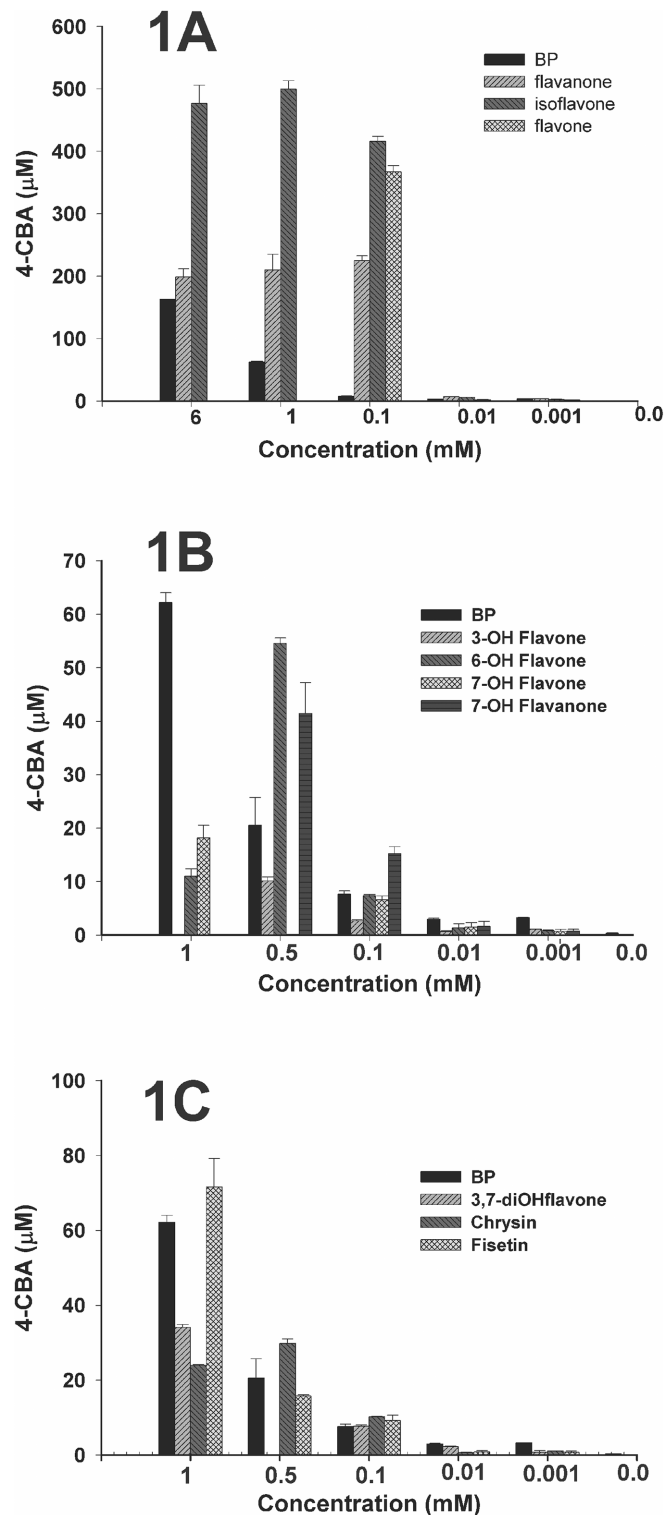 1A
600
500
400
300
200
100
0
4-CBA (μM)
BP
flavanone
isoflavone
flavone
6 1 0.1 0.01 0.001 0.0
Concentration (mM)
1B
70
60
50
40
30
20
10
0
4-CBA (μM)
BP
3-OH Flavone
6-OH Flavone
7-OH Flavone
7-OH Flavanone
1 0.5 0.1 0.01 0.001 0.0
Concentration (mM)
1C
100
80
60
40
20
0
4-CBA (μM)
BP
3,7-diOHflavone
Chrysin
Fisetin
1 0.5 0.1 0.01 0.001 0.0
Concentration (mM)